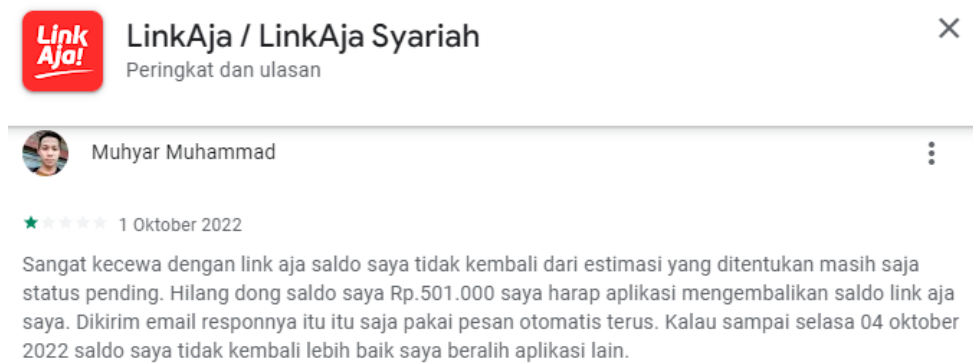 Link
Aja!
LinkAja / LinkAja Syariah
Peringkat dan ulasan
Muhyar Muhammad
1 Oktober 2022
Sangat kecewa dengan link aja saldo saya tidak kembali dari estimasi yang ditentukan masih saja
status pending. Hilang dong saldo saya Rp.501.000 saya harap aplikasi mengembalikan saldo link aja
saya. Dikirim email responnya itu itu saja pakai pesan otomatis terus. Kalau sampai selasa 04 oktober
2022 saldo saya tidak kembali lebih baik saya beralih aplikasi lain.